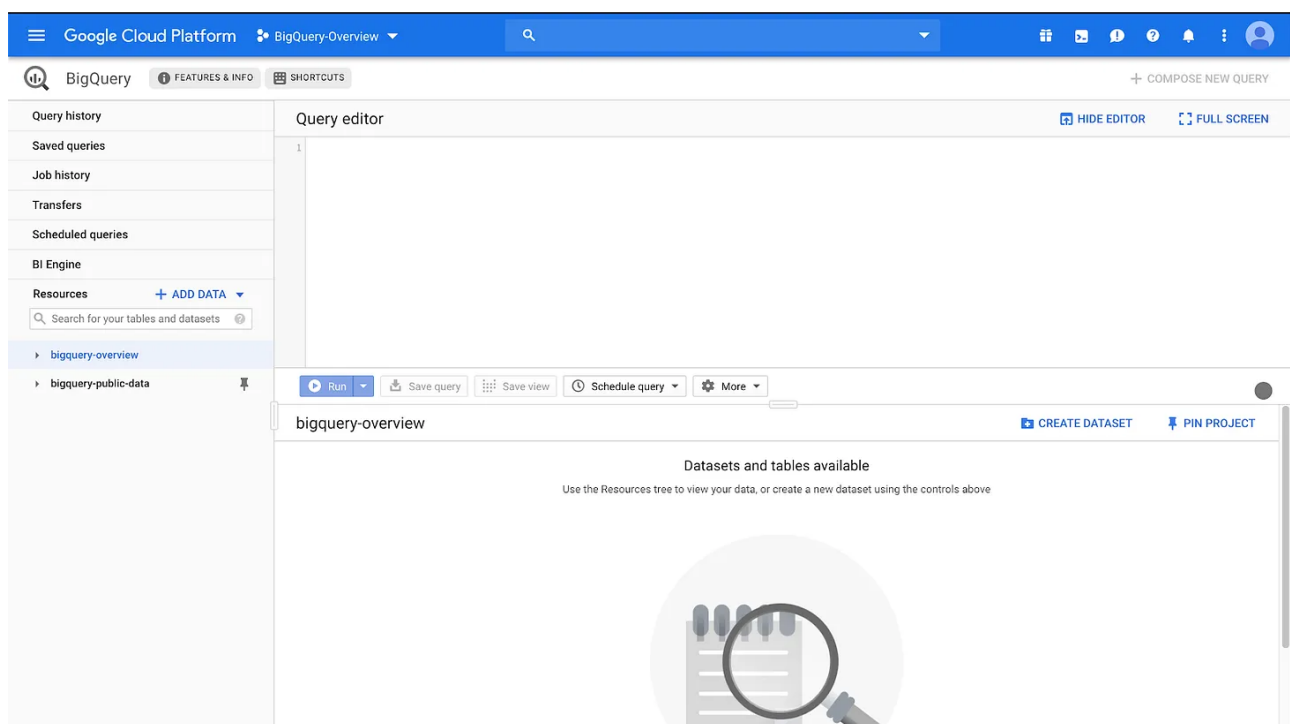 Google Cloud Platform BigQuery-Overview
BigQuery FEATURES & INFO SHORTCUTS COMPOSE NEW QUERY
Query history
Saved queries
Job history
Transfers
Scheduled queries
BI Engine
Resources ADD DATA
Search for your tables and datasets
bigquery-overview
bigquery-public-data
Query editor HIDE EDITOR FULL SCREEN
1
Run Save query Save view Schedule query More
bigquery-overview CREATE DATASET PIN PROJECT
Datasets and tables available
Use the Resources tree to view your data, or create a new dataset using the controls above